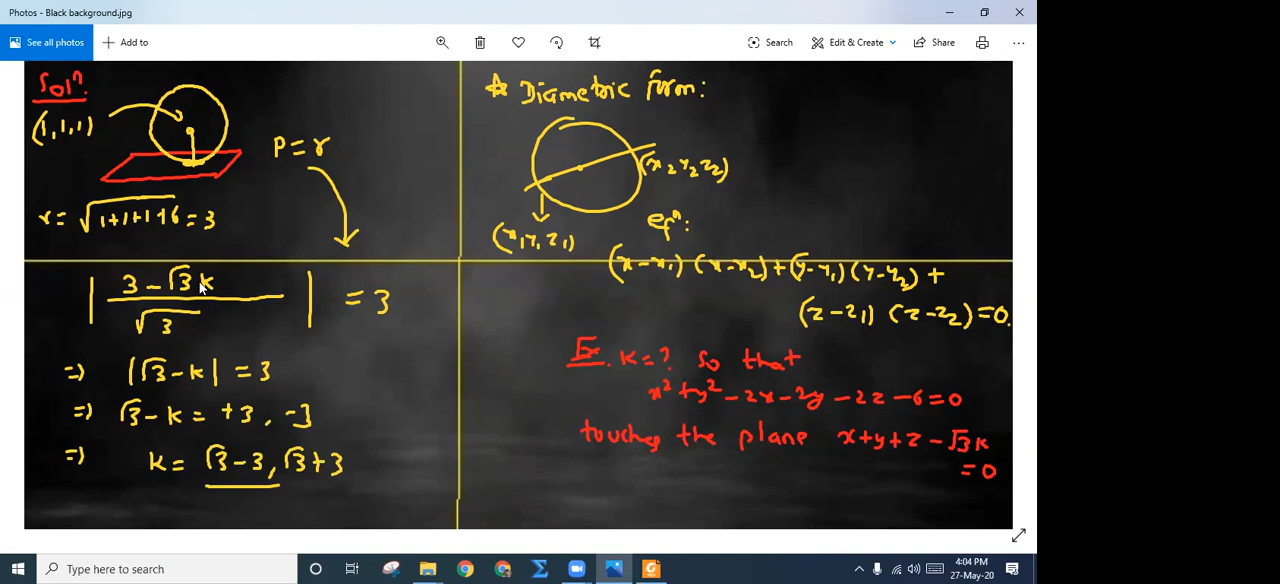 Photos - Black background.jpg
See all photos
Add to
Search
Edit & Create
Share
Solⁿ.
(1,1,1)
P = r
r = √(1+1+1+6) = 3
| (3 - √3k) / √3 | = 3
=> |√3 - k| = 3
=> √3 - k = +3, -3
=> k = √3 - 3, √3 + 3
☆ Diametric form:
(x₂ y₂ z₂)
(x₁ y₁ z₁)
eqⁿ:
(x-x₁) (x-x₂) + (y-y₁) (y-y₂) +
(z-z₁) (z-z₂) = 0.
Ex. k=? so that
x² + y² - 2x - 2y - 2z - 6 = 0
touches the plane x+y+z - √3k
= 0
Type here to search
4:04 PM
27-May-20